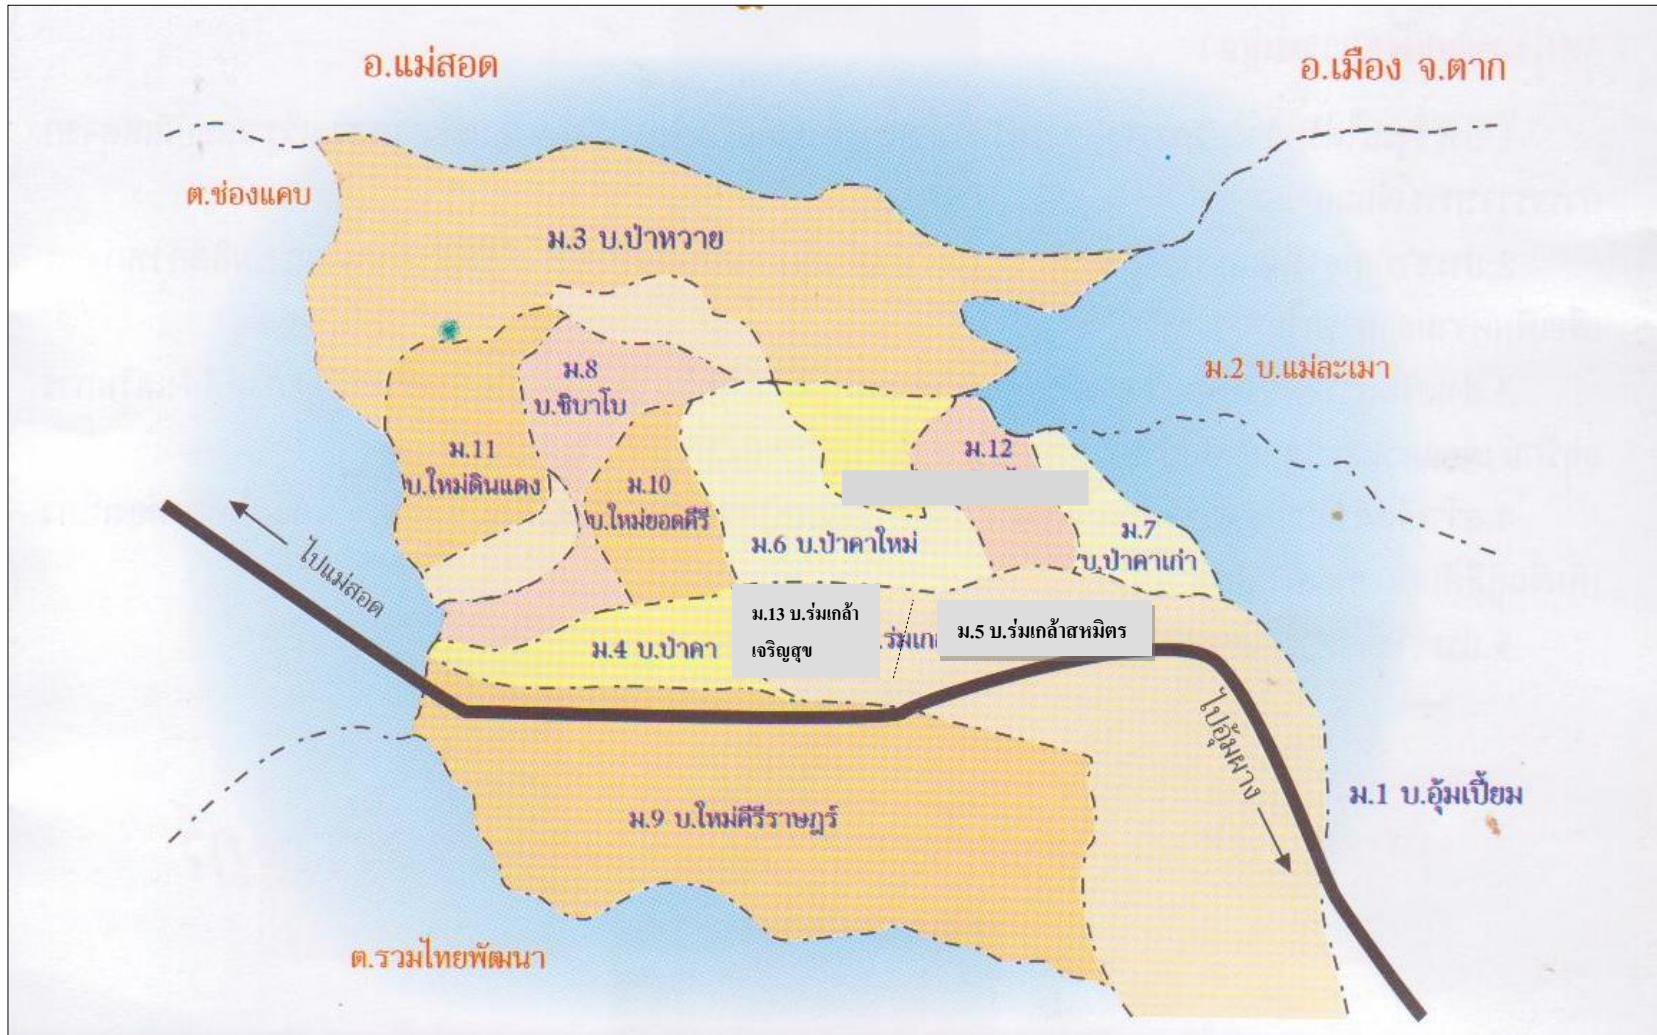 อ.แม่สอด
อ.เมือง จ.ตาก
ต.ช่องแคบ
ม.3 บ.ป่าหวาย
ม.8
บ.ชิบาโบ
ม.2 บ.แม่ละเมา
ม.11
บ.ใหม่ดินแดง
ม.10
บ.ใหม่ยอดคีรี
ม.12
ม.6 บ.ป่าคาใหม่
ม.7
บ.ป่าคาเก่า
ไปแม่สอด
ม.13 บ.ร่มเกล้า
เจริญสุข
ม.5 บ.ร่มเกล้าสหมิตร
ม.4 บ.ป่าคา
ไปอุ้มผาง
ม.1 บ.อุ้มเปี้ยม
ม.9 บ.ใหม่คีรีราษฎร์
ต.รวมไทยพัฒนา